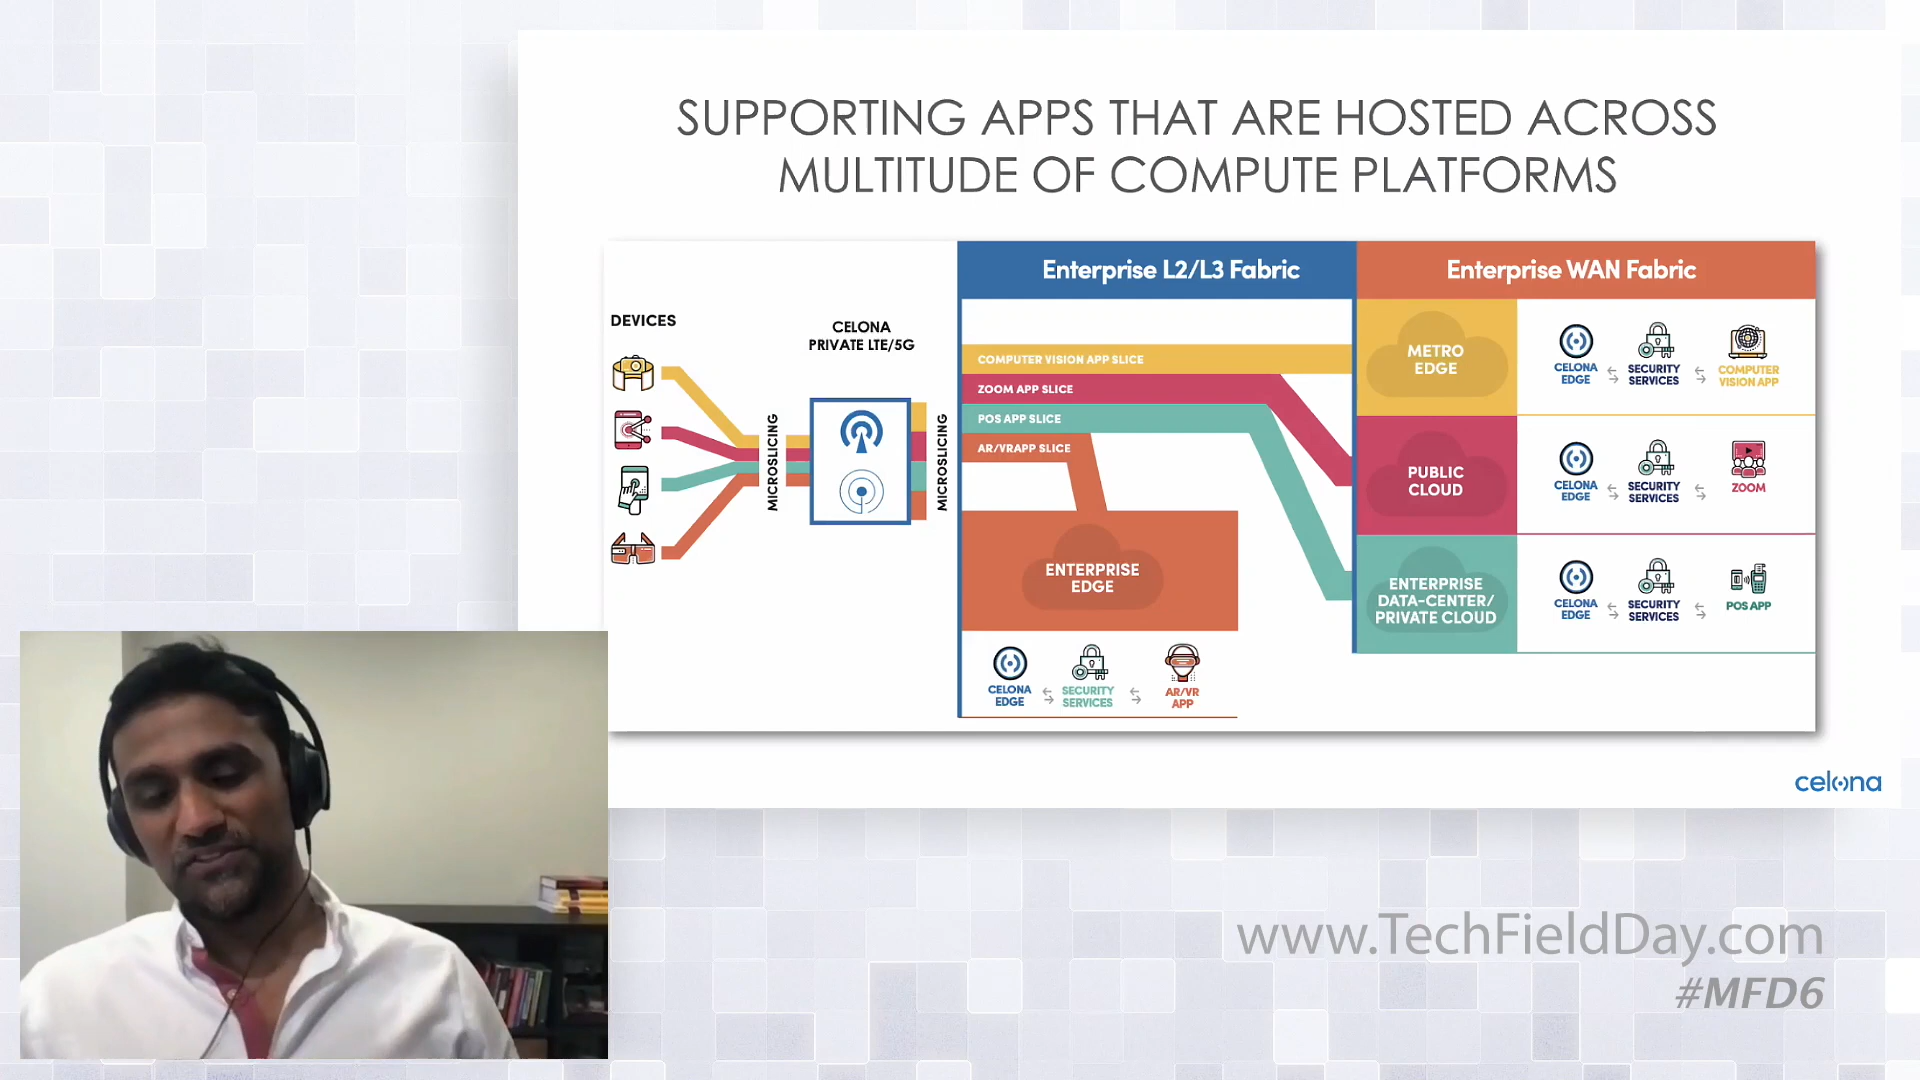 SUPPORTING APPS THAT ARE HOSTED ACROSS
MULTITUDE OF COMPUTE PLATFORMS
DEVICES
CELONA
PRIVATE LTE/5G
MICROSLICING
MICROSLICING
Enterprise L2/L3 Fabric
COMPUTER VISION APP SLICE
ZOOM APP SLICE
POS APP SLICE
AR/VRAPP SLICE
ENTERPRISE
EDGE
CELONA
EDGE
SECURITY
SERVICES
AR/VR
APP
Enterprise WAN Fabric
METRO
EDGE
CELONA
EDGE
SECURITY
SERVICES
COMPUTER
VISION APP
PUBLIC
CLOUD
CELONA
EDGE
SECURITY
SERVICES
ZOOM
ENTERPRISE
DATA-CENTER/
PRIVATE CLOUD
CELONA
EDGE
SECURITY
SERVICES
POS APP
celona
www.TechFieldDay.com
#MFD6